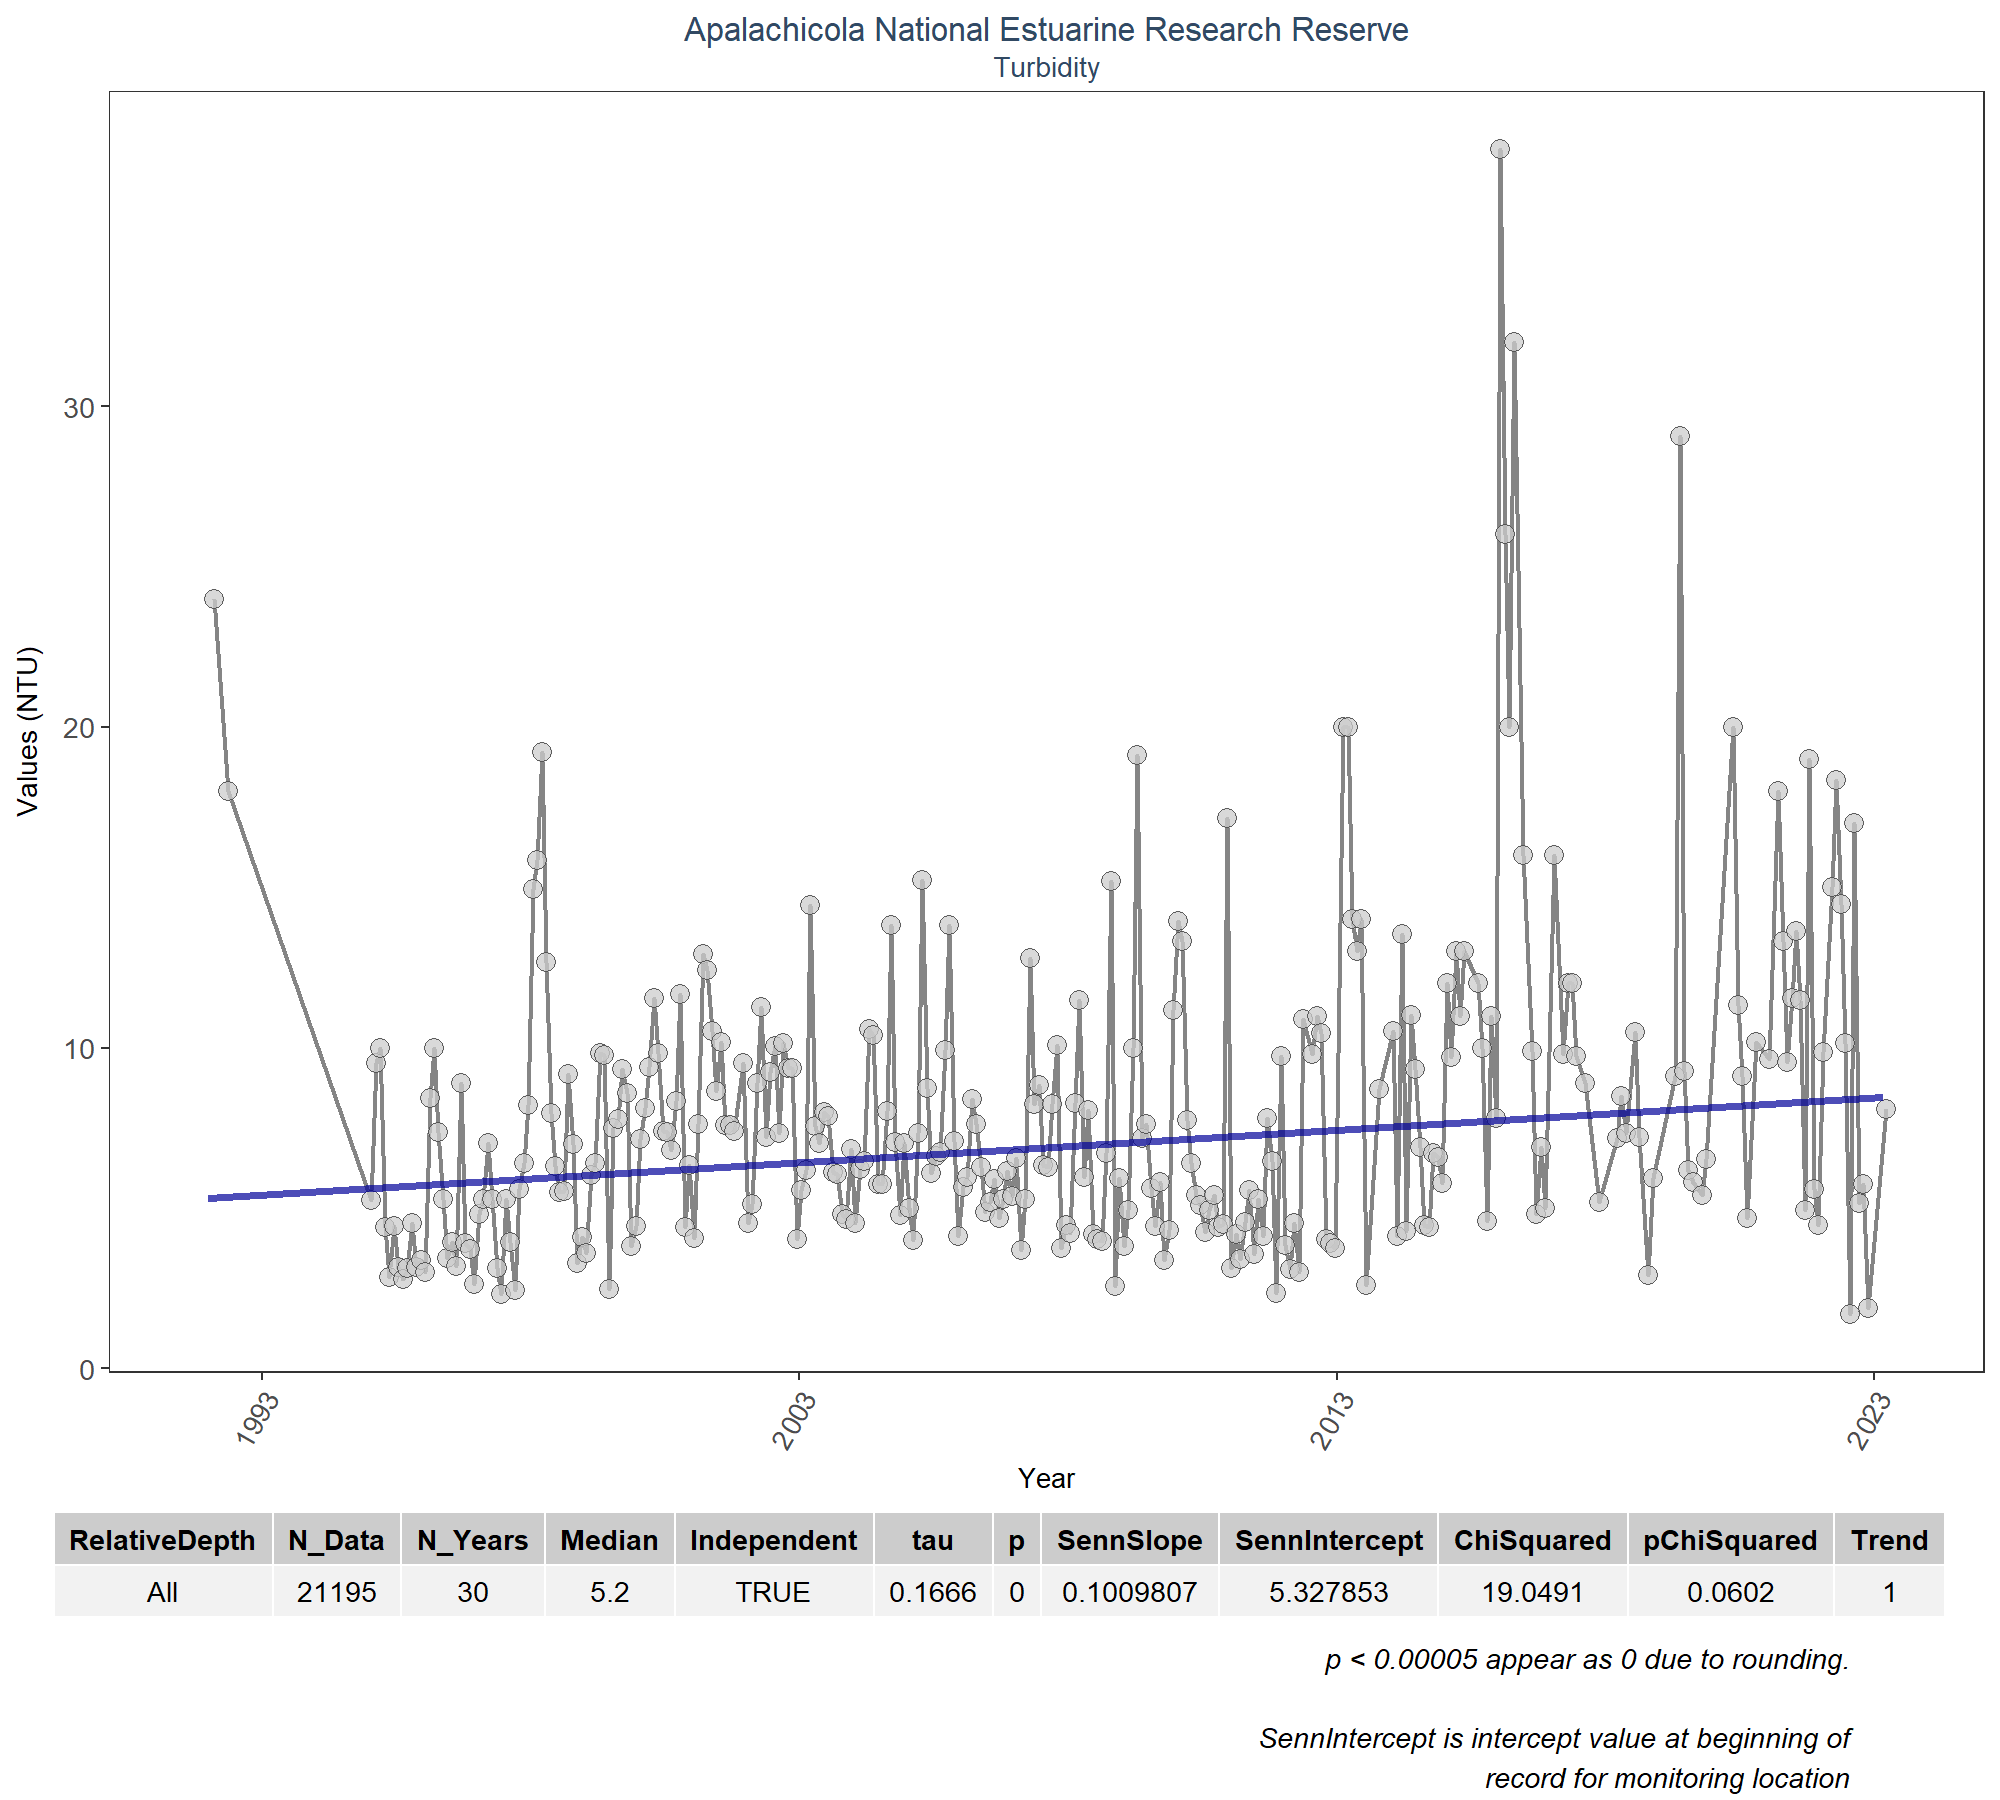 Apalachicola National Estuarine Research Reserve
Turbidity
Values (NTU)
30
20
10
0
1993
2003
2013
2023
Year
RelativeDepth N_Data N_Years Median Independent tau p SennSlope SennIntercept ChiSquared pChiSquared Trend
All 21195 30 5.2 TRUE 0.1666 0 0.1009807 5.327853 19.0491 0.0602 1
p < 0.00005 appear as 0 due to rounding.
SennIntercept is intercept value at beginning of
record for monitoring location